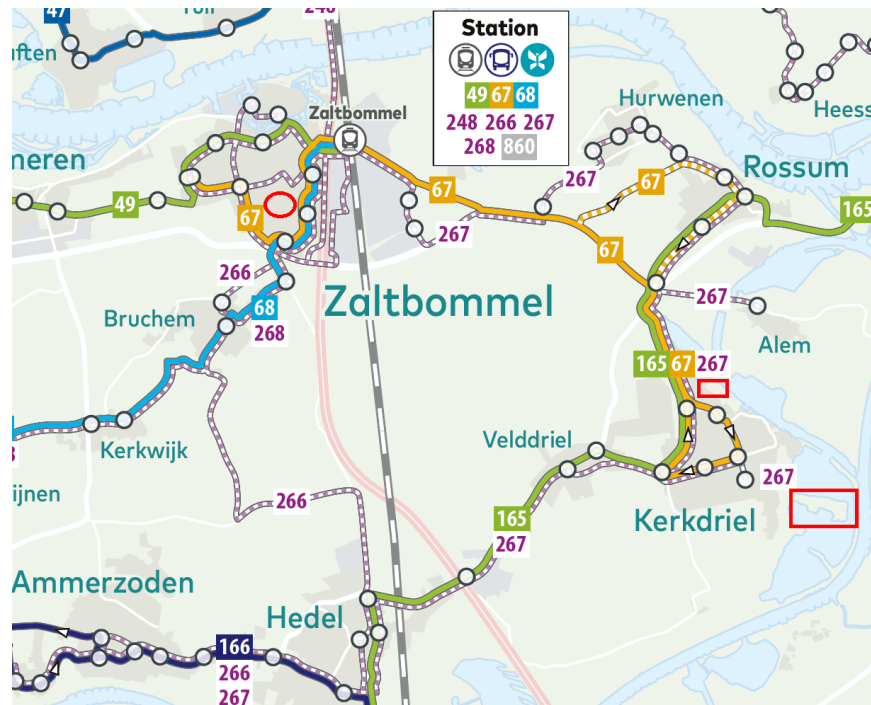 47
Tuil
248
aften
Zaltbommel
Station
49 67 68
248 266 267
268 860
Hurwenen
Heess
meren
Rossum
49
67
67
67
267
267
165
67
266
267
Zaltbommel
Bruchem
68
268
Alem
165 67 267
Kerkwijk
Velddriel
267
ijnen
266
165
267
Kerkdriel
Ammerzoden
Hedel
166
266
267